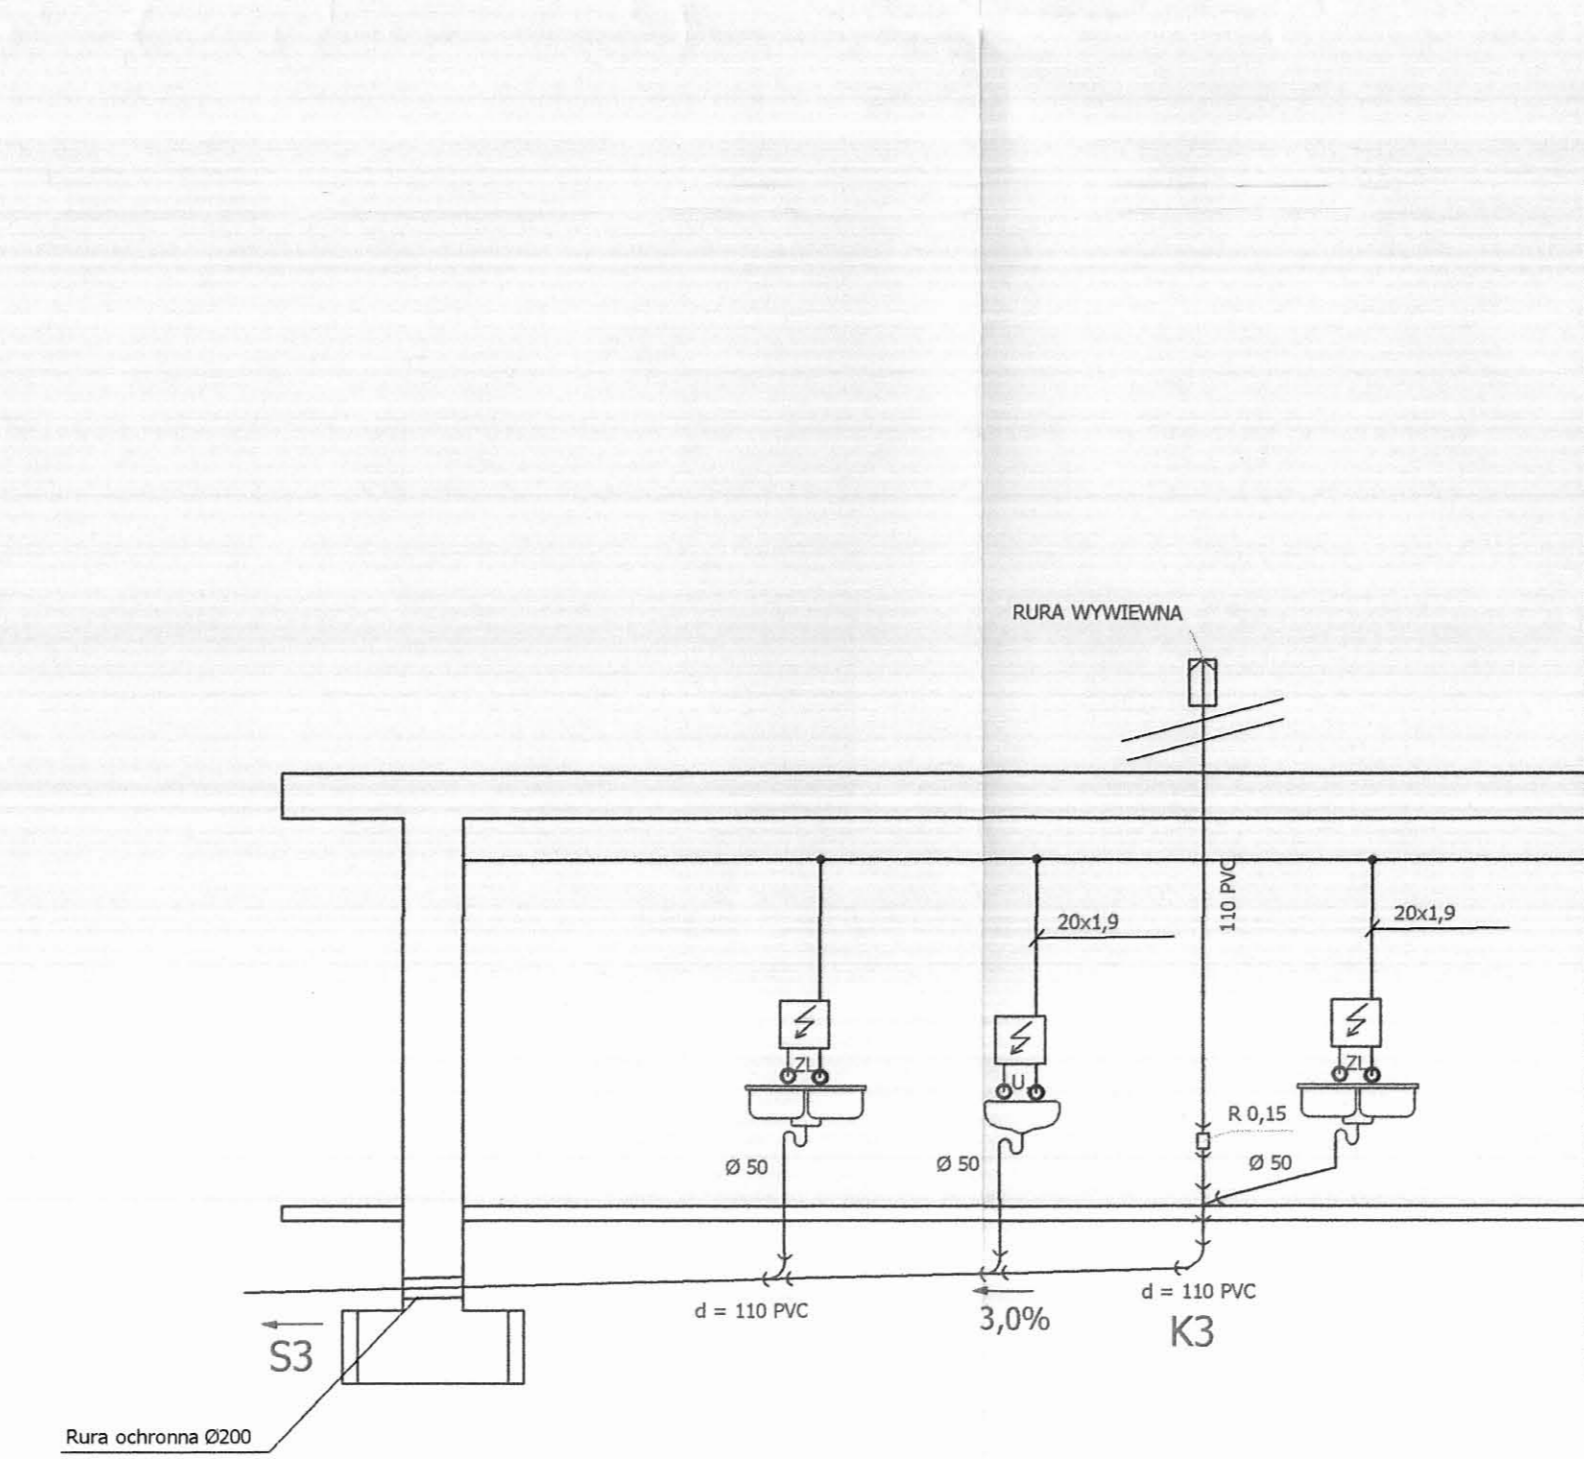 RURA WYWIEWNA
110 PVC
20x1,9
20x1,9
ZL
U
ZL
R 0,15
Ø 50
Ø 50
Ø 50
d = 110 PVC
d = 110 PVC
3,0%
K3
S3
Rura ochronna Ø200